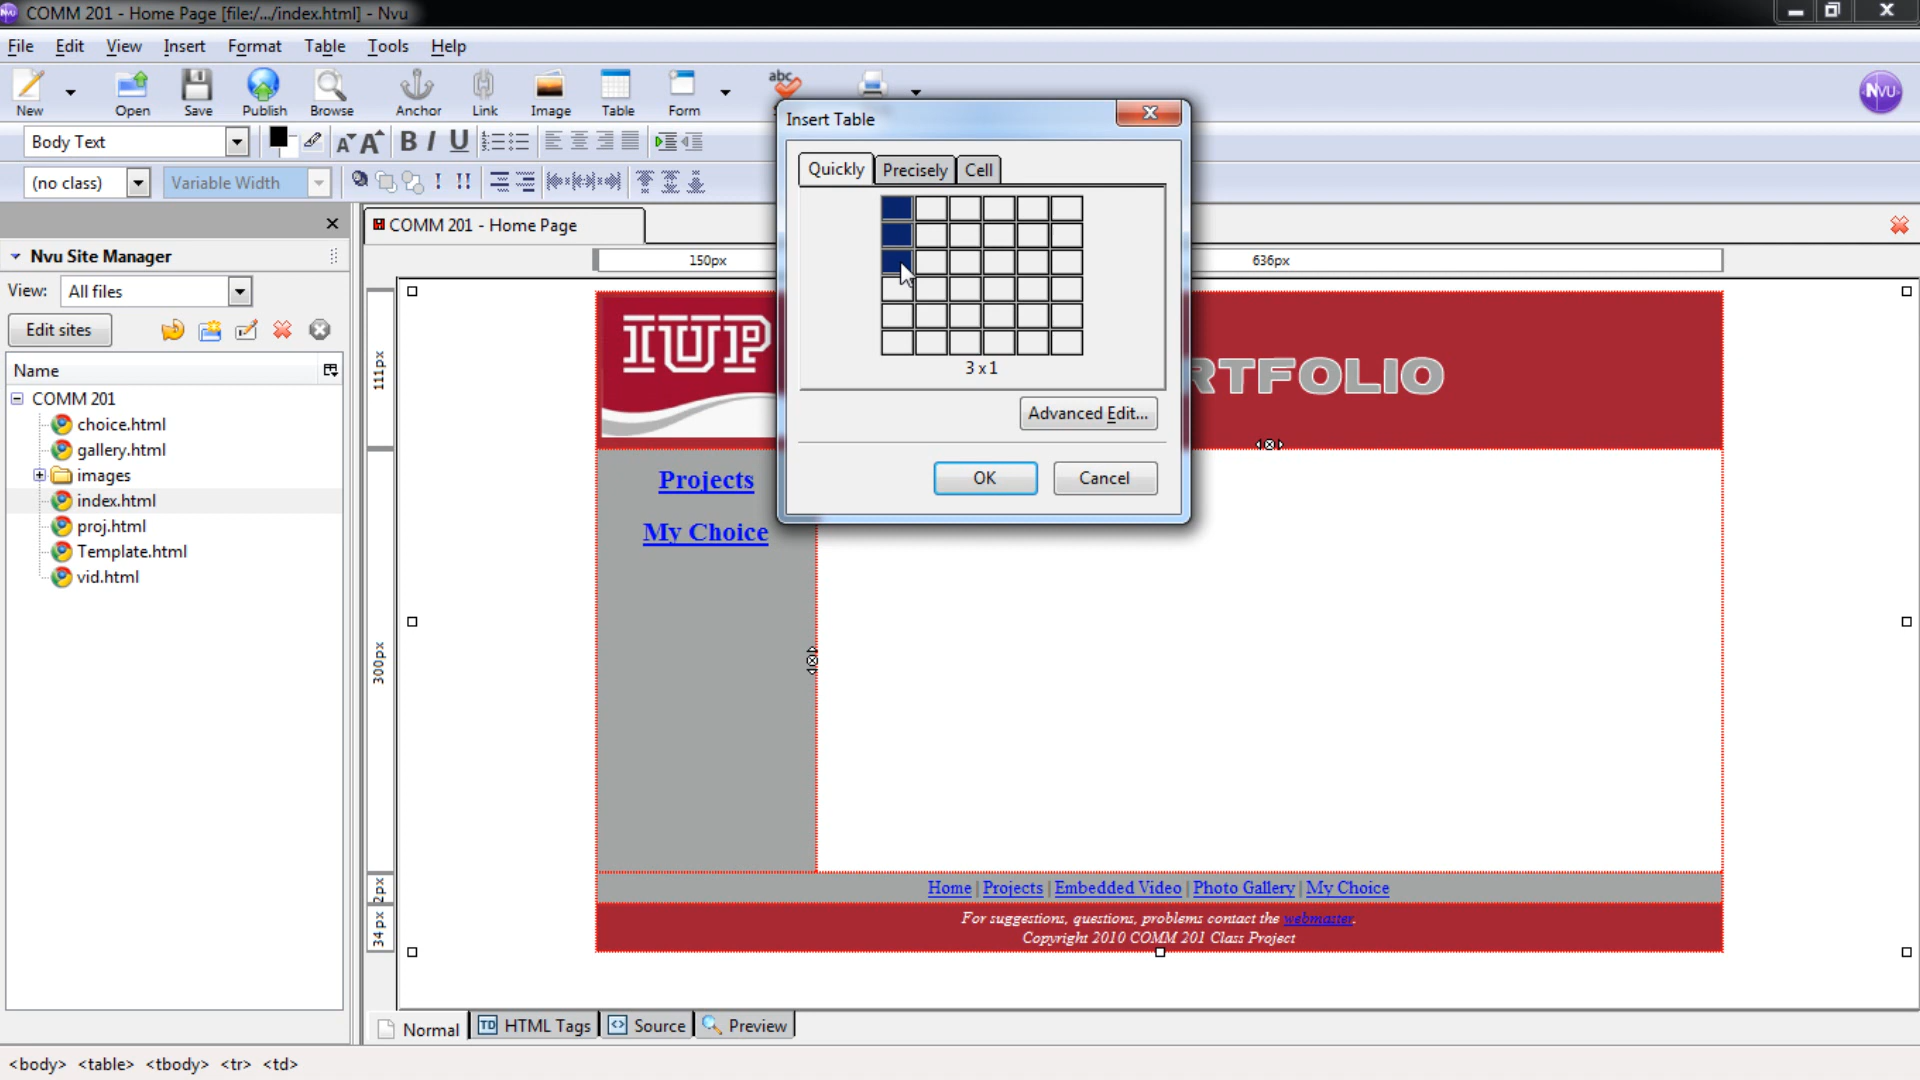 COMM 201 - Home Page [file:/.../index.html] - Nvu
File Edit View Insert Format Table Tools Help
New Open Save Publish Browse Anchor Link Image Table Form
abc
NVU
Body Text
B I U
(no class) Variable Width
Insert Table
Quickly Precisely Cell
3 x 1
Advanced Edit...
OK Cancel
COMM 201 - Home Page
150px 636px
Nvu Site Manager
View: All files
Edit sites
Name
COMM 201
choice.html
gallery.html
images
index.html
proj.html
Template.html
vid.html
111px
300px
2px
34px
IUP
RTFOLIO
Projects
My Choice
Home | Projects | Embedded Video | Photo Gallery | My Choice
For suggestions, questions, problems contact the webmaster.
Copyright 2010 COMM 201 Class Project
Normal HTML Tags Source Preview
<body> <table> <tbody> <tr> <td>